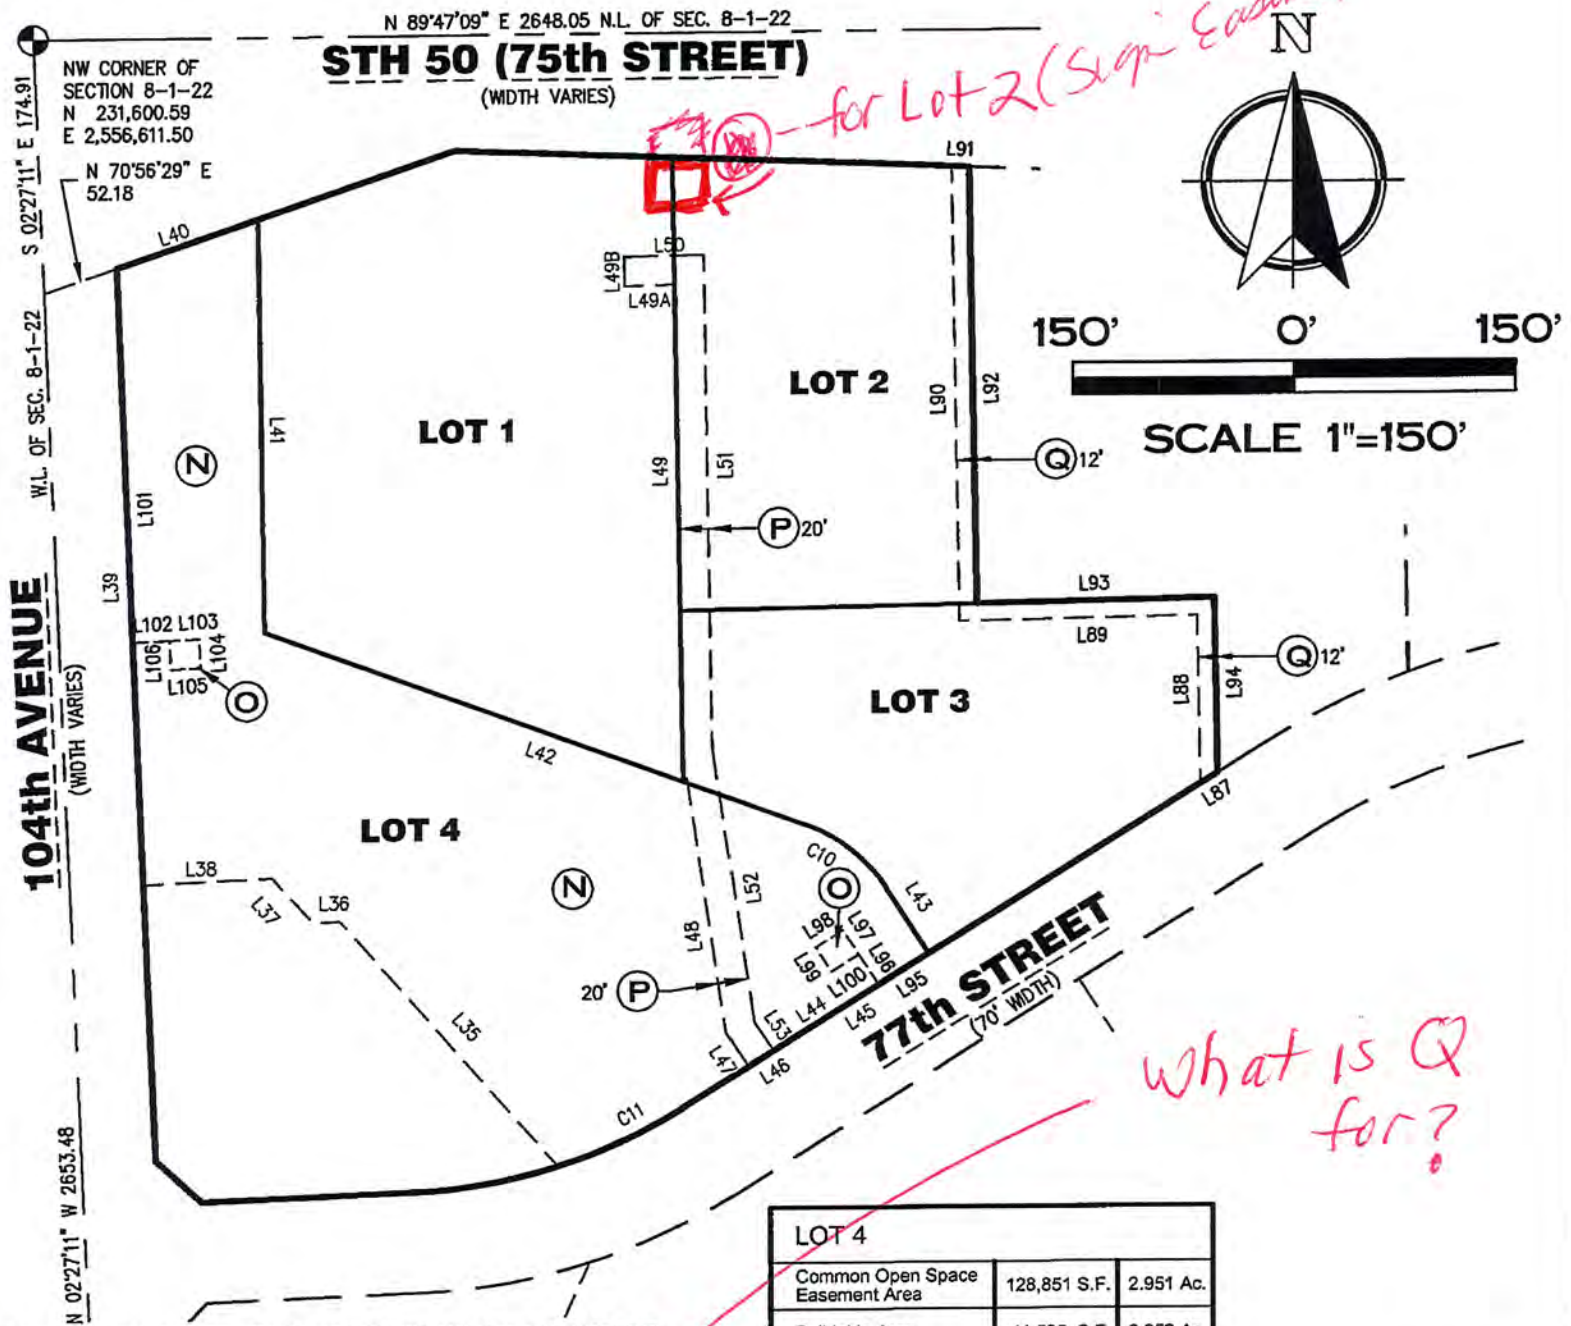 N 89°47'09" E 2648.05 N.L. OF SEC. 8-1-22
STH 50 (75th STREET)
(WIDTH VARIES)
NW CORNER OF
SECTION 8-1-22
N 231,600.59
E 2,556,611.50
N 70°56'29" E
52.18
S 02°27'11" E 174.91
W.L. OF SEC. 8-1-22
N 02°27'11" W 2653.48
104th AVENUE
(WIDTH VARIES)
for Lot 2 (Sign
N
150' 0' 150'
SCALE 1"=150'
L40
L91
L50
L49B
L49A
L41
LOT 1
LOT 2
L90
L92
N
L101
L49
L51
Q 12'
P 20'
L39
L93
L89
L102 L103
L106
L104
L105
O
LOT 3
L88
L94
Q 12'
L42
L87
LOT 4
C10
O
L43
L38
L37
L36
N
L48
L52
L98
L97
L96
L99
L100
20' P
L35
L53
L44
L45
L95
L47
L46
C11
77th STREET
(70' WIDTH)
What is Q
for?
LOT 4
Common Open Space
Easement Area
128,851 S.F.
2.951 Ac.